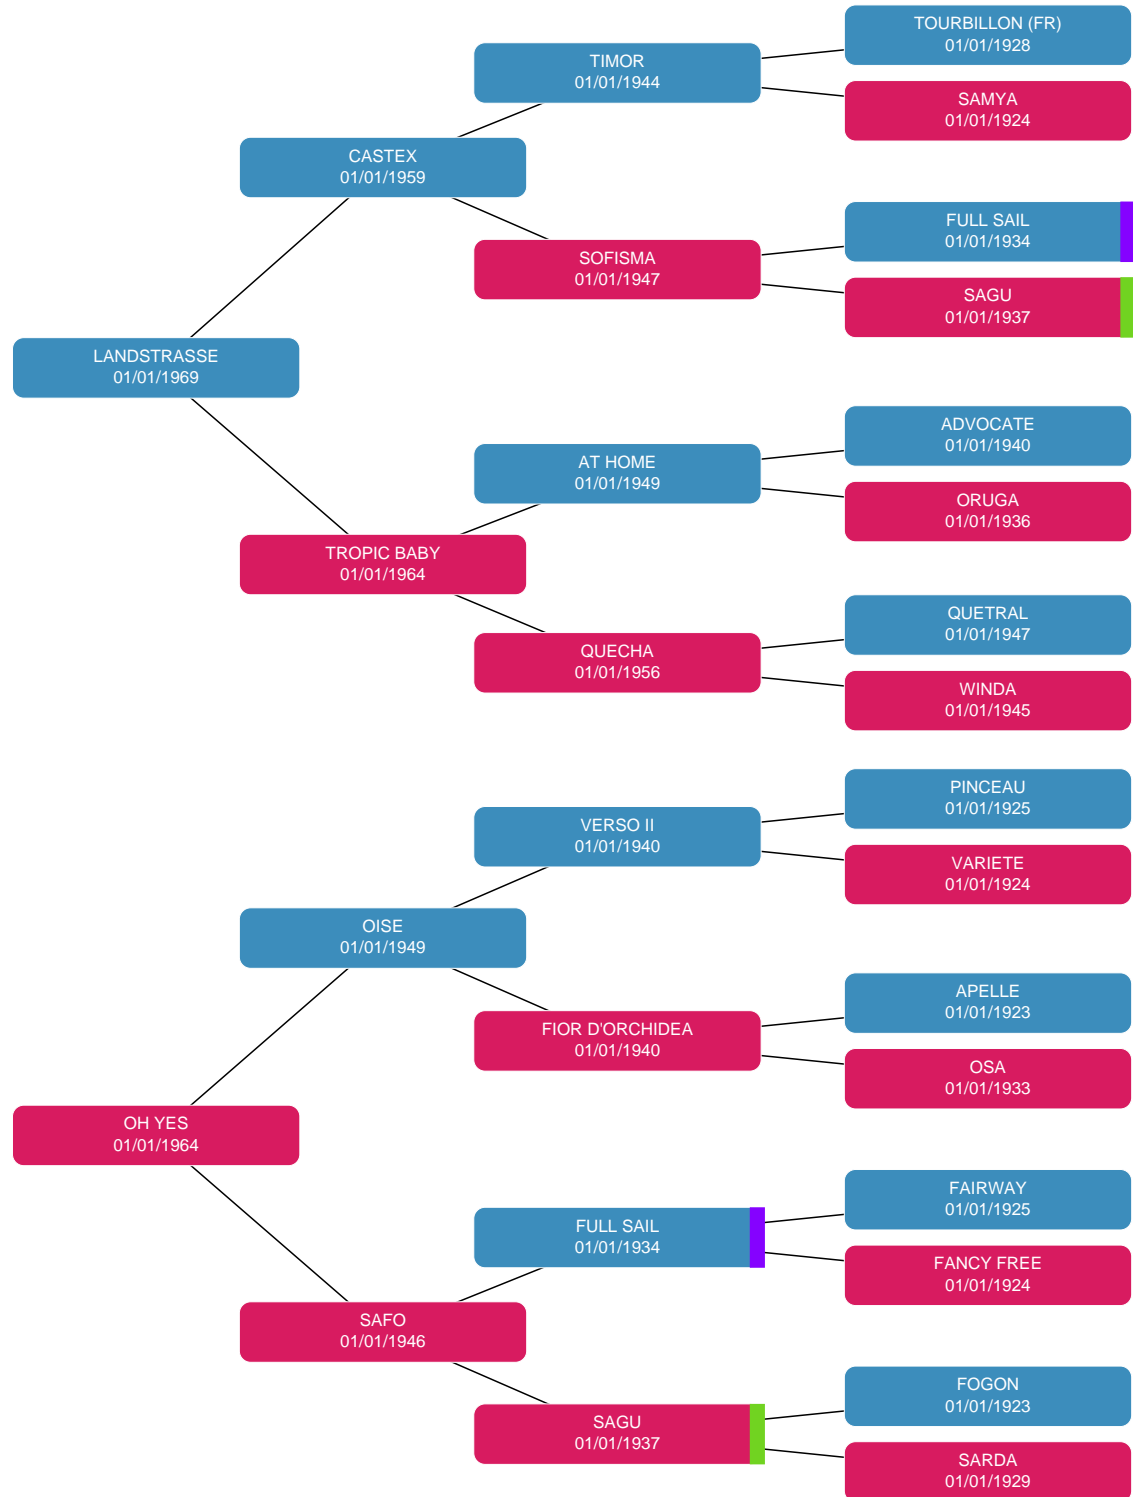 TOURBILLON (FR)
01/01/1928
TIMOR
01/01/1944
SAMYA
01/01/1924
CASTEX
01/01/1959
FULL SAIL
01/01/1934
SOFISMA
01/01/1947
SAGU
01/01/1937
LANDSTRASSE
01/01/1969
ADVOCATE
01/01/1940
AT HOME
01/01/1949
ORUGA
01/01/1936
TROPIC BABY
01/01/1964
QUETRAL
01/01/1947
QUECHA
01/01/1956
WINDA
01/01/1945
PINCEAU
01/01/1925
VERSO II
01/01/1940
VARIETE
01/01/1924
OISE
01/01/1949
APELLE
01/01/1923
FIOR D'ORCHIDEA
01/01/1940
OSA
01/01/1933
OH YES
01/01/1964
FAIRWAY
01/01/1925
FULL SAIL
01/01/1934
FANCY FREE
01/01/1924
SAFO
01/01/1946
FOGON
01/01/1923
SAGU
01/01/1937
SARDA
01/01/1929